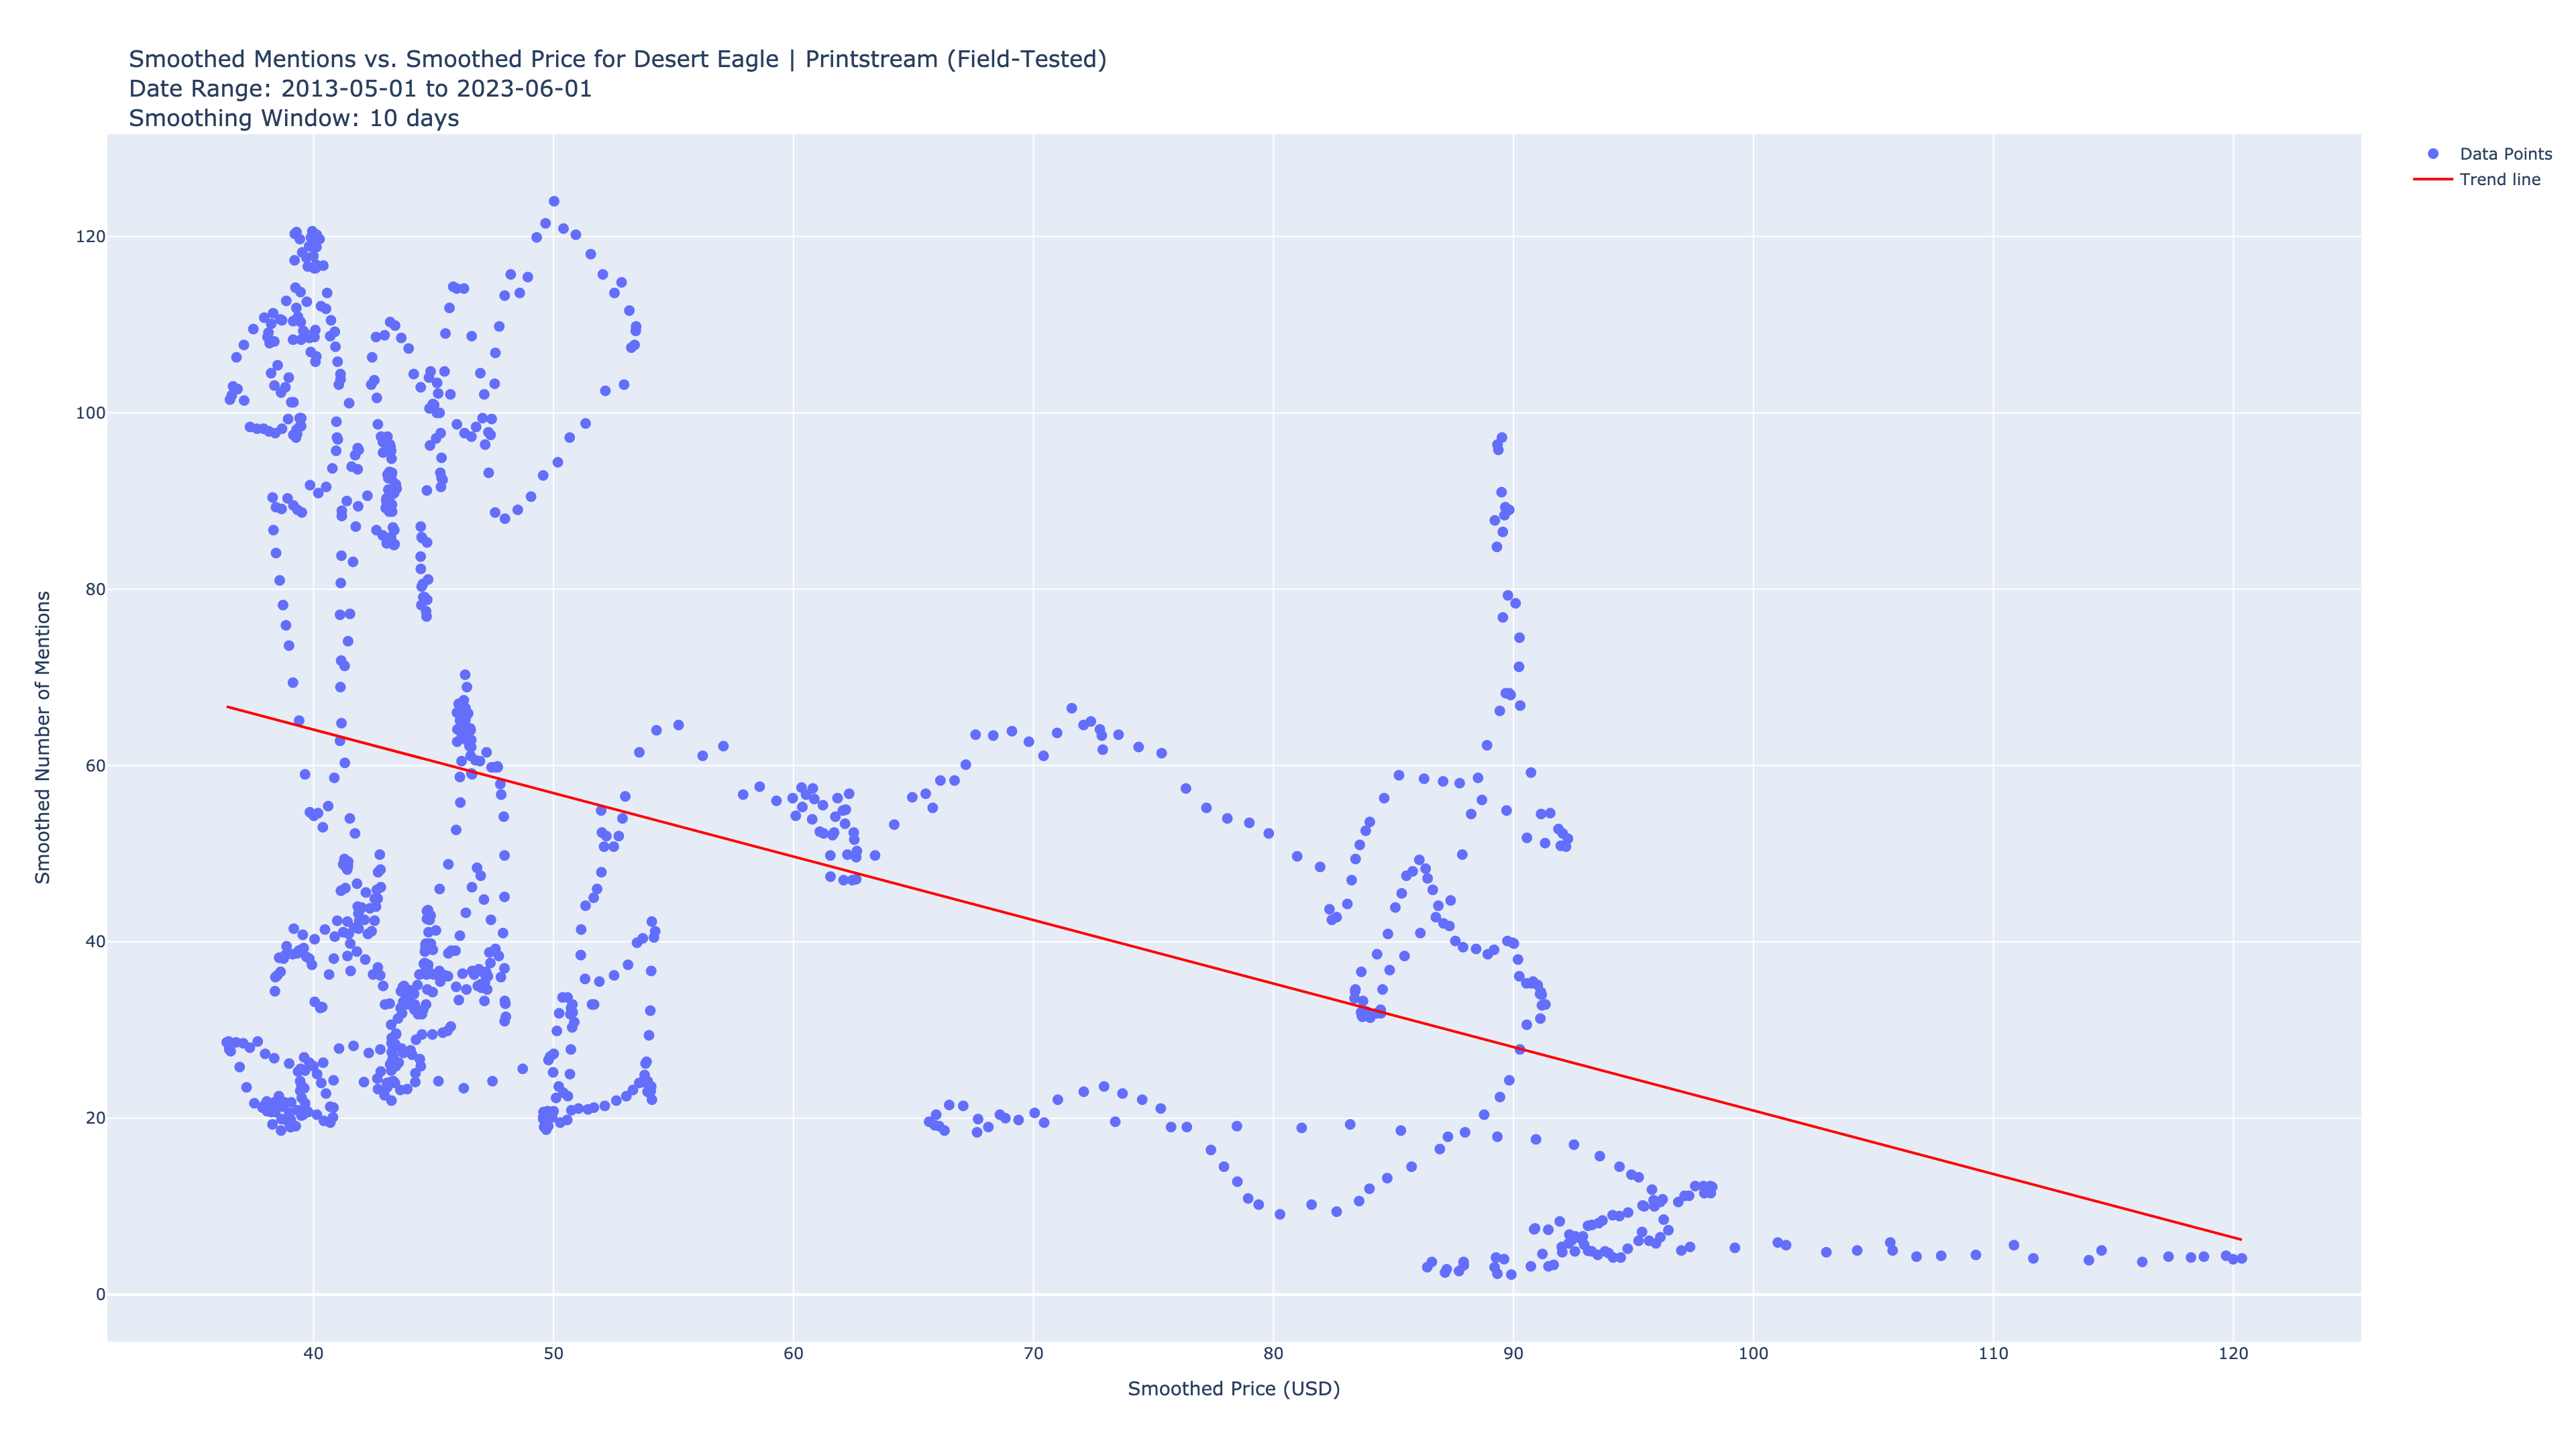 Smoothed Mentions vs. Smoothed Price for Desert Eagle | Printstream (Field-Tested)
Date Range: 2013-05-01 to 2023-06-01
Smoothing Window: 10 days
Data Points
Trend line
Smoothed Number of Mentions
120
100
80
60
40
20
0
40
50
60
70
80
90
100
110
120
Smoothed Price (USD)